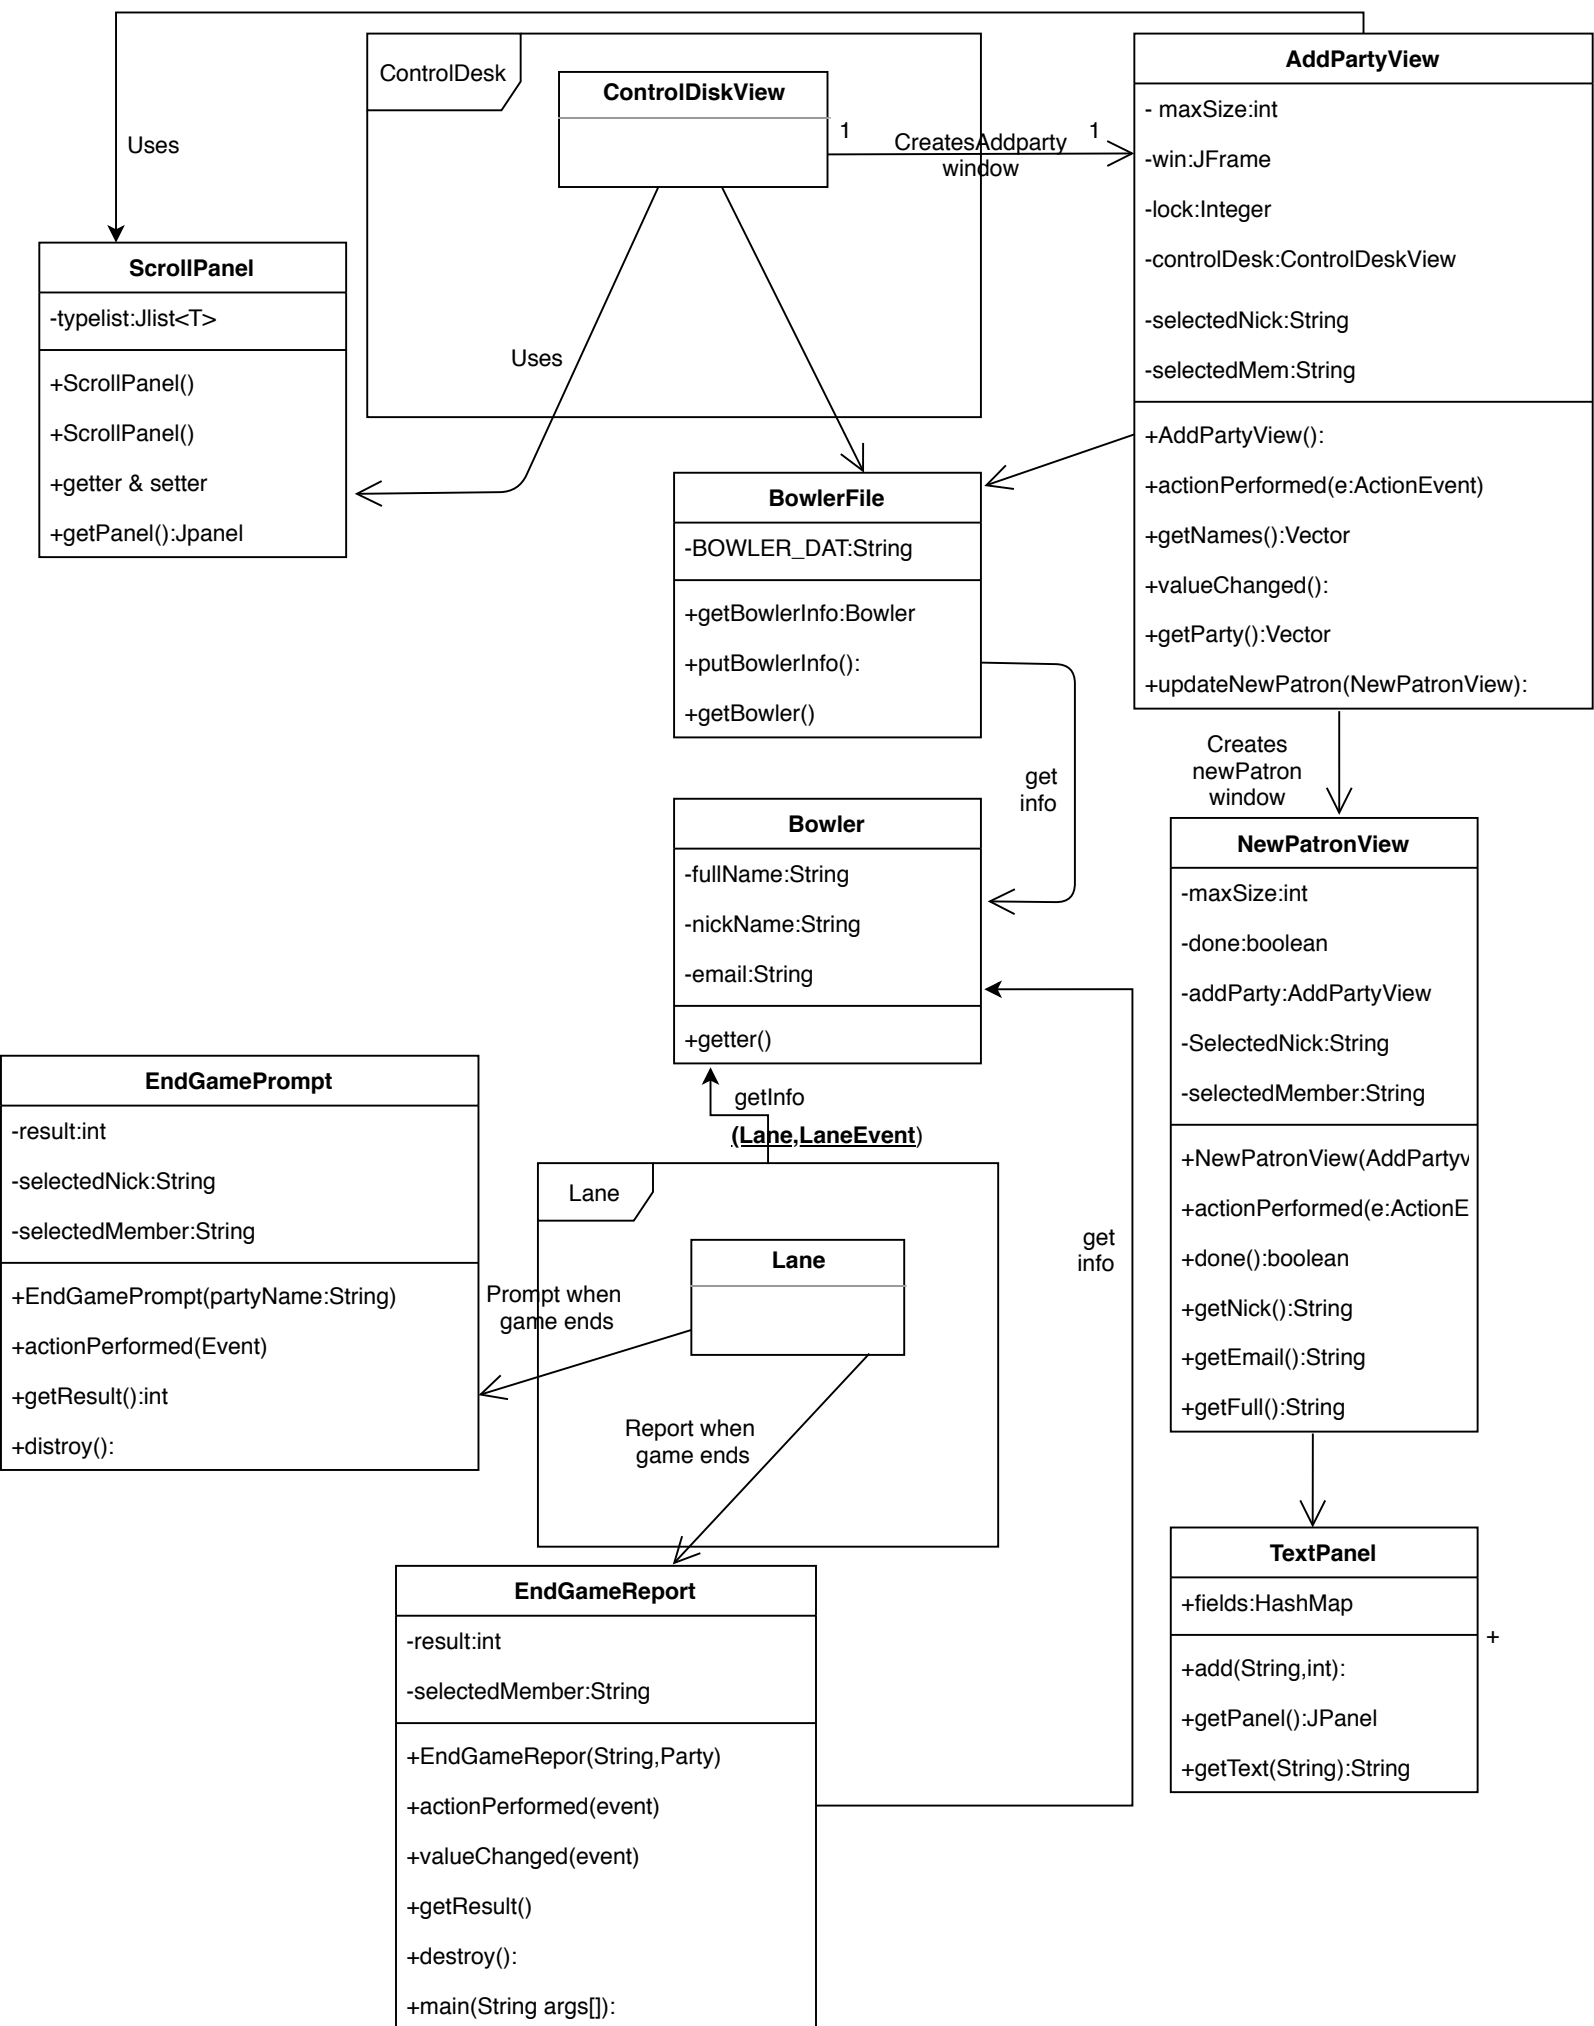 ControlDesk
ControlDiskView
1
CreatesAddparty
window
1
Uses
Uses
AddPartyView
- maxSize:int
-win:JFrame
-lock:Integer
-controlDesk:ControlDeskView
-selectedNick:String
-selectedMem:String
+AddPartyView():
+actionPerformed(e:ActionEvent)
+getNames():Vector
+valueChanged():
+getParty():Vector
+updateNewPatron(NewPatronView):
ScrollPanel
-typelist:Jlist<T>
+ScrollPanel()
+ScrollPanel()
+getter & setter
+getPanel():Jpanel
BowlerFile
-BOWLER_DAT:String
+getBowlerInfo:Bowler
+putBowlerInfo():
+getBowler()
get
info
Creates
newPatron
window
Bowler
-fullName:String
-nickName:String
-email:String
+getter()
NewPatronView
-maxSize:int
-done:boolean
-addParty:AddPartyView
-SelectedNick:String
-selectedMember:String
+NewPatronView(AddPartyv
+actionPerformed(e:ActionE
+done():boolean
+getNick():String
+getEmail():String
+getFull():String
getInfo
(Lane,LaneEvent)
EndGamePrompt
-result:int
-selectedNick:String
-selectedMember:String
+EndGamePrompt(partyName:String)
+actionPerformed(Event)
+getResult():int
+distroy():
Lane
Lane
Prompt when
game ends
Report when
game ends
get
info
EndGameReport
-result:int
-selectedMember:String
+EndGameRepor(String,Party)
+actionPerformed(event)
+valueChanged(event)
+getResult()
+destroy():
+main(String args[]):
TextPanel
+fields:HashMap
+
+add(String,int):
+getPanel():JPanel
+getText(String):String